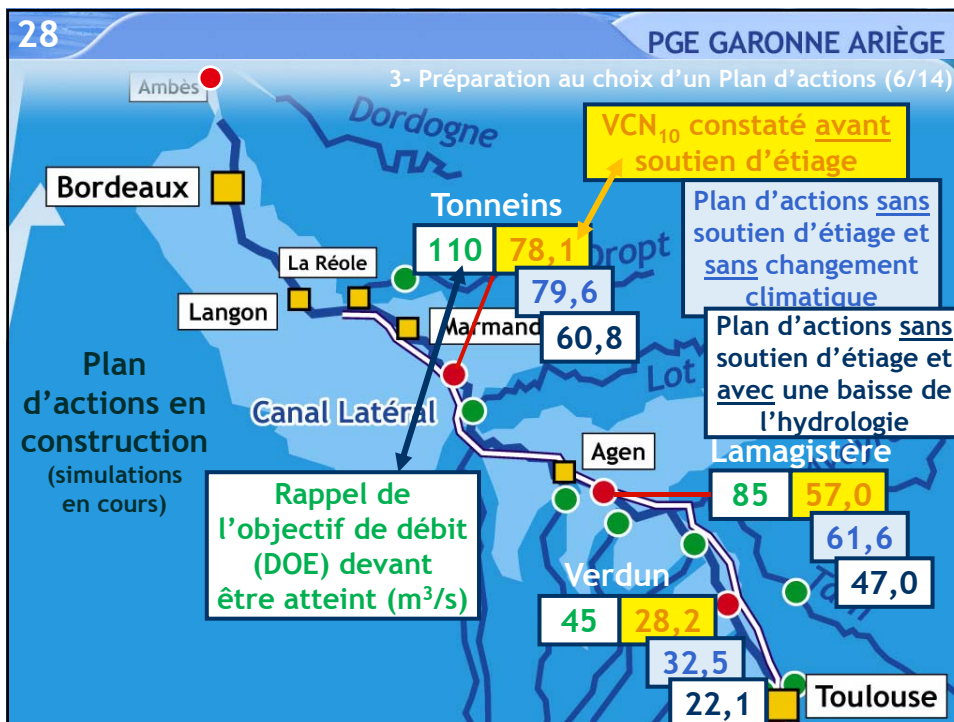 28
PGE GARONNE ARIÈGE
3- Préparation au choix d'un Plan d'actions (6/14)
Ambès
Dordogne
VCN10 constaté avant
soutien d'étiage
Bordeaux
Tonneins
110
78,1
79,6
60,8
Plan d'actions sans
soutien d'étiage et
sans changement
climatique
Dropt
La Réole
Langon
Marmand
Plan d'actions sans
soutien d'étiage et
avec une baisse de
l'hydrologie
Lot
Plan
d'actions en
construction
(simulations
en cours)
Canal Latéral
Agen
Lamagistère
85
57,0
61,6
47,0
Rappel de
l'objectif de débit
(DOE) devant
être atteint (m³/s)
Verdun
45
28,2
32,5
22,1
Tarn
Toulouse